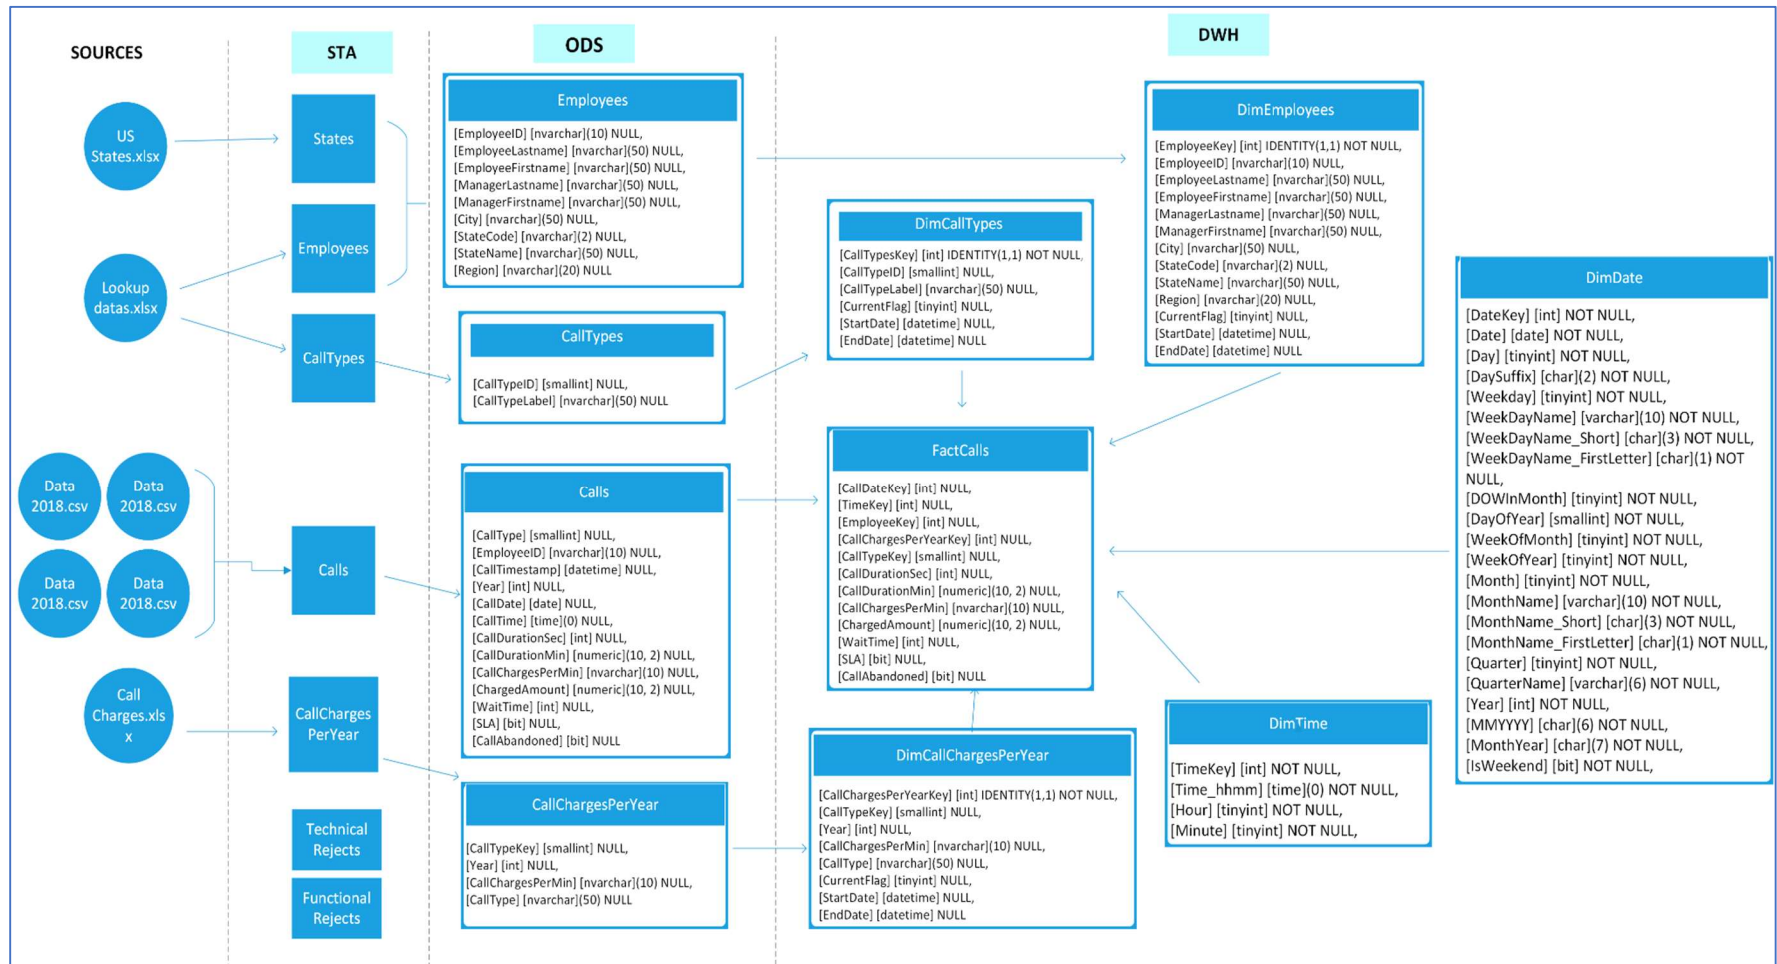 SOURCES
US
States.xlsx
Lookup
datas.xlsx
Data
2018.csv
Data
2018.csv
Data
2018.csv
Data
2018.csv
Call
Charges.xls
x
STA
States
Employees
CallTypes
Calls
CallCharges
PerYear
Technical
Rejects
Functional
Rejects
ODS
Employees
[EmployeeID] [nvarchar](10) NULL,
[EmployeeLastname] [nvarchar](50) NULL,
[EmployeeFirstname] [nvarchar](50) NULL,
[ManagerLastname] [nvarchar](50) NULL,
[ManagerFirstname] [nvarchar](50) NULL,
[City] [nvarchar](50) NULL,
[StateCode] [nvarchar](2) NULL,
[StateName] [nvarchar](50) NULL,
[Region] [nvarchar](20) NULL
CallTypes
[CallTypeID] [smallint] NULL,
[CallTypeLabel] [nvarchar](50) NULL
Calls
[CallType] [smallint] NULL,
[EmployeeID] [nvarchar](10) NULL,
[CallTimestamp] [datetime] NULL,
[Year] [int] NULL,
[CallDate] [date] NULL,
[CallTime] [time](0) NULL,
[CallDurationSec] [int] NULL,
[CallDurationMin] [numeric](10, 2) NULL,
[CallChargesPerMin] [nvarchar](10) NULL,
[ChargedAmount] [numeric](10, 2) NULL,
[WaitTime] [int] NULL,
[SLA] [bit] NULL,
[CallAbandoned] [bit] NULL
CallChargesPerYear
[CallTypeKey] [smallint] NULL,
[Year] [int] NULL,
[CallChargesPerMin] [nvarchar](10) NULL,
[CallType] [nvarchar](50) NULL
DWH
DimCallTypes
[CallTypesKey] [int] IDENTITY(1,1) NOT NULL,
[CallTypeID] [smallint] NULL,
[CallTypeLabel] [nvarchar](50) NULL,
[CurrentFlag] [tinyint] NULL,
[StartDate] [datetime] NULL,
[EndDate] [datetime] NULL
FactCalls
[CallDateKey] [int] NULL,
[TimeKey] [int] NULL,
[EmployeeKey] [int] NULL,
[CallChargesPerYearKey] [int] NULL,
[CallTypeKey] [smallint] NULL,
[CallDurationSec] [int] NULL,
[CallDurationMin] [numeric](10, 2) NULL,
[CallChargesPerMin] [nvarchar](10) NULL,
[ChargedAmount] [numeric](10, 2) NULL,
[WaitTime] [int] NULL,
[SLA] [bit] NULL,
[CallAbandoned] [bit] NULL
DimCallChargesPerYear
[CallChargesPerYearKey] [int] IDENTITY(1,1) NOT NULL,
[CallTypeKey] [smallint] NULL,
[Year] [int] NULL,
[CallChargesPerMin] [nvarchar](10) NULL,
[CallType] [nvarchar](50) NULL,
[CurrentFlag] [tinyint] NULL,
[StartDate] [datetime] NULL,
[EndDate] [datetime] NULL
DimEmployees
[EmployeeKey] [int] IDENTITY(1,1) NOT NULL,
[EmployeeID] [nvarchar](10) NULL,
[EmployeeLastname] [nvarchar](50) NULL,
[EmployeeFirstname] [nvarchar](50) NULL,
[ManagerLastname] [nvarchar](50) NULL,
[ManagerFirstname] [nvarchar](50) NULL,
[City] [nvarchar](50) NULL,
[StateCode] [nvarchar](2) NULL,
[StateName] [nvarchar](50) NULL,
[Region] [nvarchar](20) NULL,
[CurrentFlag] [tinyint] NULL,
[StartDate] [datetime] NULL,
[EndDate] [datetime] NULL
DimTime
[TimeKey] [int] NOT NULL,
[Time_hhmm] [time](0) NOT NULL,
[Hour] [tinyint] NOT NULL,
[Minute] [tinyint] NOT NULL,
DimDate
[DateKey] [int] NOT NULL,
[Date] [date] NOT NULL,
[Day] [tinyint] NOT NULL,
[DaySuffix] [char](2) NOT NULL,
[Weekday] [tinyint] NOT NULL,
[WeekDayName] [varchar](10) NOT NULL,
[WeekDayName_Short] [char](3) NOT NULL,
[WeekDayName_FirstLetter] [char](1) NOT
NULL,
[DOWInMonth] [tinyint] NOT NULL,
[DayOfYear] [smallint] NOT NULL,
[WeekOfMonth] [tinyint] NOT NULL,
[WeekOfYear] [tinyint] NOT NULL,
[Month] [tinyint] NOT NULL,
[MonthName] [varchar](10) NOT NULL,
[MonthName_Short] [char](3) NOT NULL,
[MonthName_FirstLetter] [char](1) NOT NULL,
[Quarter] [tinyint] NOT NULL,
[QuarterName] [varchar](6) NOT NULL,
[Year] [int] NOT NULL,
[MMYYYY] [char](6) NOT NULL,
[MonthYear] [char](7) NOT NULL,
[IsWeekend] [bit] NOT NULL,